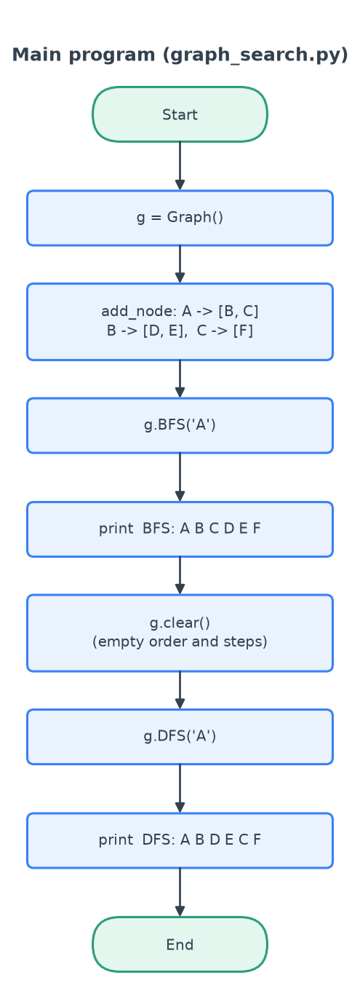 Main program (graph_search.py)
Start
g = Graph()
add_node: A -> [B, C]
B -> [D, E],  C -> [F]
g.BFS('A')
print  BFS: A B C D E F
g.clear()
(empty order and steps)
g.DFS('A')
print  DFS: A B D E C F
End